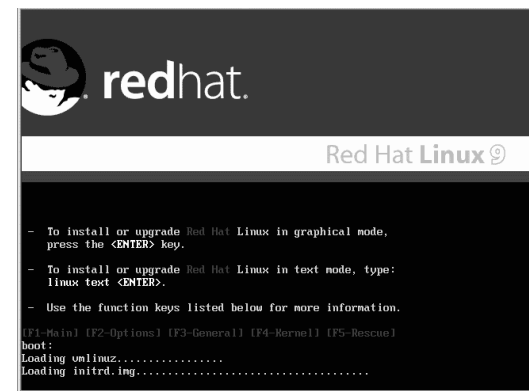 redhat.
Red Hat Linux 9
- To install or upgrade Red Hat Linux in graphical mode,
press the <ENTER> key.
- To install or upgrade Red Hat Linux in text mode, type:
linux text <ENTER>.
- Use the function keys listed below for more information.
[F1-Main] [F2-Options] [F3-General] [F4-Kernel] [F5-Rescue]
boot:
Loading vmlinuz.................
Loading initrd.img.....................................